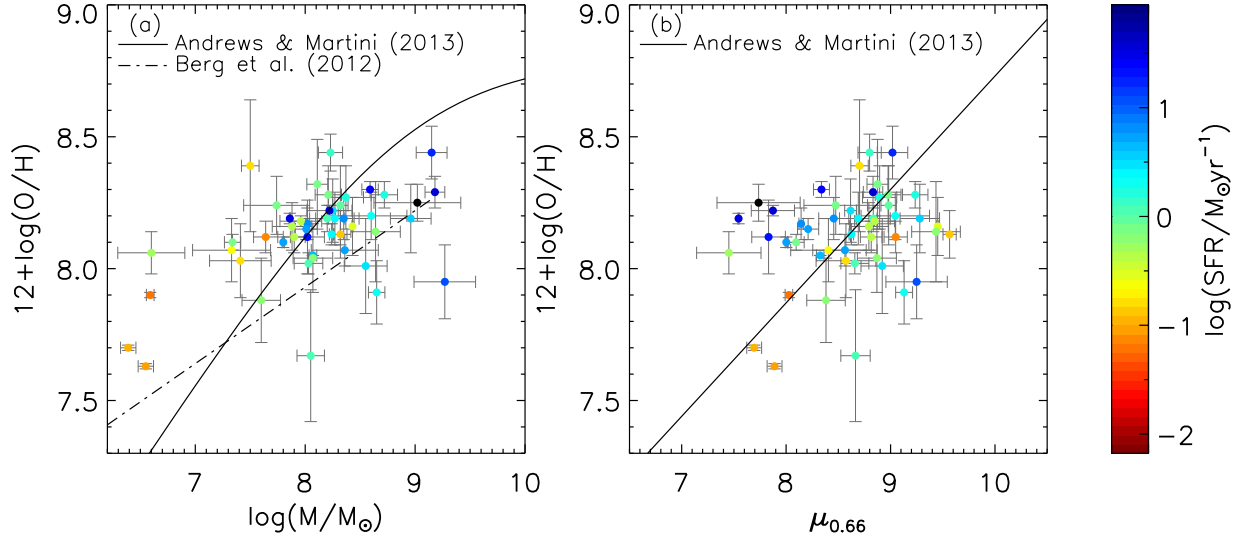 (a)
Andrews & Martini (2013)
Berg et al. (2012)
9.0
8.5
8.0
7.5
12+log(O/H)
7 8 9 10
log(M/M⊙)
(b)
Andrews & Martini (2013)
9.0
8.5
8.0
7.5
12+log(O/H)
7 8 9 10
μ0.66
1
0
−1
−2
log(SFR/M⊙yr−1)